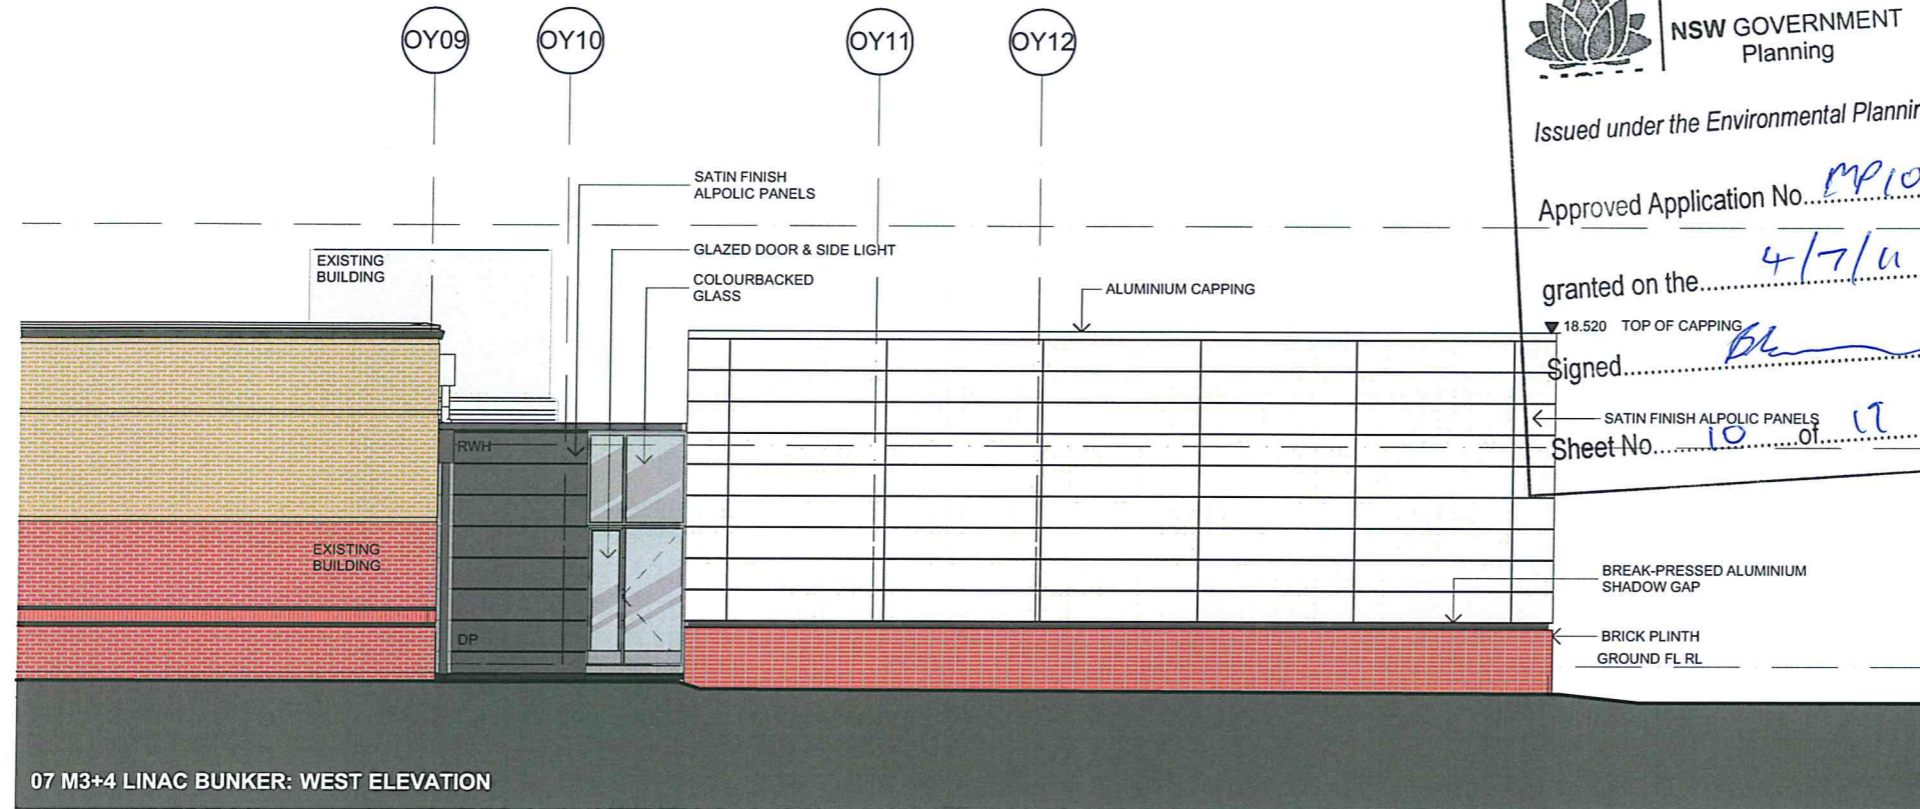 OY09
OY10
OY11
OY12
NSW GOVERNMENT
Planning
Issued under the Environmental Plannin
Approved Application No. MP10
granted on the 4/7/11
18.520 TOP OF CAPPING
Signed
SATIN FINISH ALPOLIC PANELS
Sheet No. 10 of 17
SATIN FINISH
ALPOLIC PANELS
GLAZED DOOR & SIDE LIGHT
COLOURBACKED
GLASS
ALUMINIUM CAPPING
EXISTING
BUILDING
RWH
EXISTING
BUILDING
DP
BREAK-PRESSED ALUMINIUM
SHADOW GAP
BRICK PLINTH
GROUND FL RL
07 M3+4 LINAC BUNKER: WEST ELEVATION